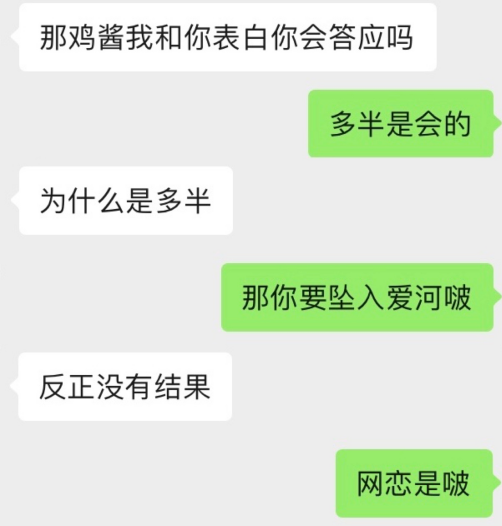 那鸡酱我和你表白你会答应吗
多半是会的
为什么是多半
那你要坠入爱河啵
反正没有结果
网恋是啵